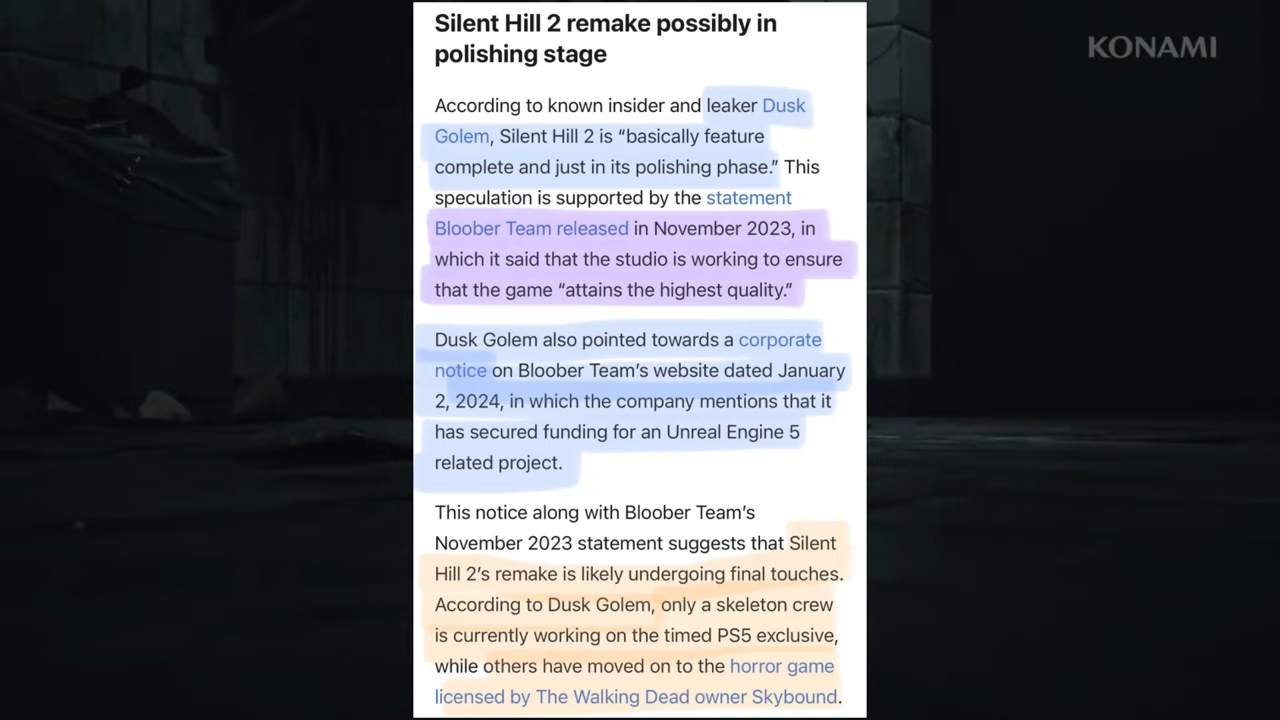 Silent Hill 2 remake possibly in
polishing stage
KONAMI
According to known insider and leaker Dusk
Golem, Silent Hill 2 is “basically feature
complete and just in its polishing phase.” This
speculation is supported by the statement
Bloober Team released in November 2023, in
which it said that the studio is working to ensure
that the game “attains the highest quality.”
Dusk Golem also pointed towards a corporate
notice on Bloober Team’s website dated January
2, 2024, in which the company mentions that it
has secured funding for an Unreal Engine 5
related project.
This notice along with Bloober Team’s
November 2023 statement suggests that Silent
Hill 2’s remake is likely undergoing final touches.
According to Dusk Golem, only a skeleton crew
is currently working on the timed PS5 exclusive,
while others have moved on to the horror game
licensed by The Walking Dead owner Skybound.